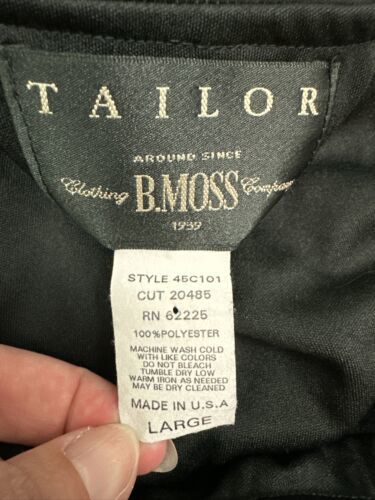 TAILOR
AROUND SINCE
Clothing B.MOSS Company
1939
STYLE 45C101
CUT 20485
RN 62225
100% POLYESTER
MACHINE WASH COLD
WITH LIKE COLORS
DO NOT BLEACH
TUMBLE DRY LOW
WARM IRON AS NEEDED
MAY BE DRY CLEANED
MADE IN U.S.A
LARGE